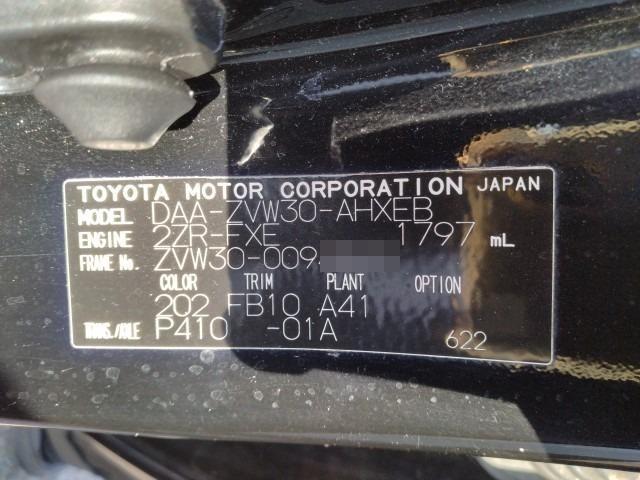 TOYOTA MOTOR CORPORATION JAPAN
MODEL DAA-ZVW30-AHXEB
ENGINE 2ZR-FXE 1797 mL
FRAME No. ZVW30-009
COLOR TRIM PLANT OPTION
202 FB10 A41
TRANS./AXLE P410 -01A 622